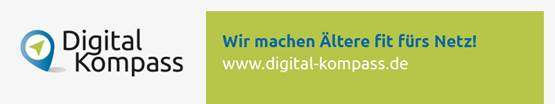 Digital
Kompass
Wir machen Ältere fit fürs Netz!
www.digital-kompass.de